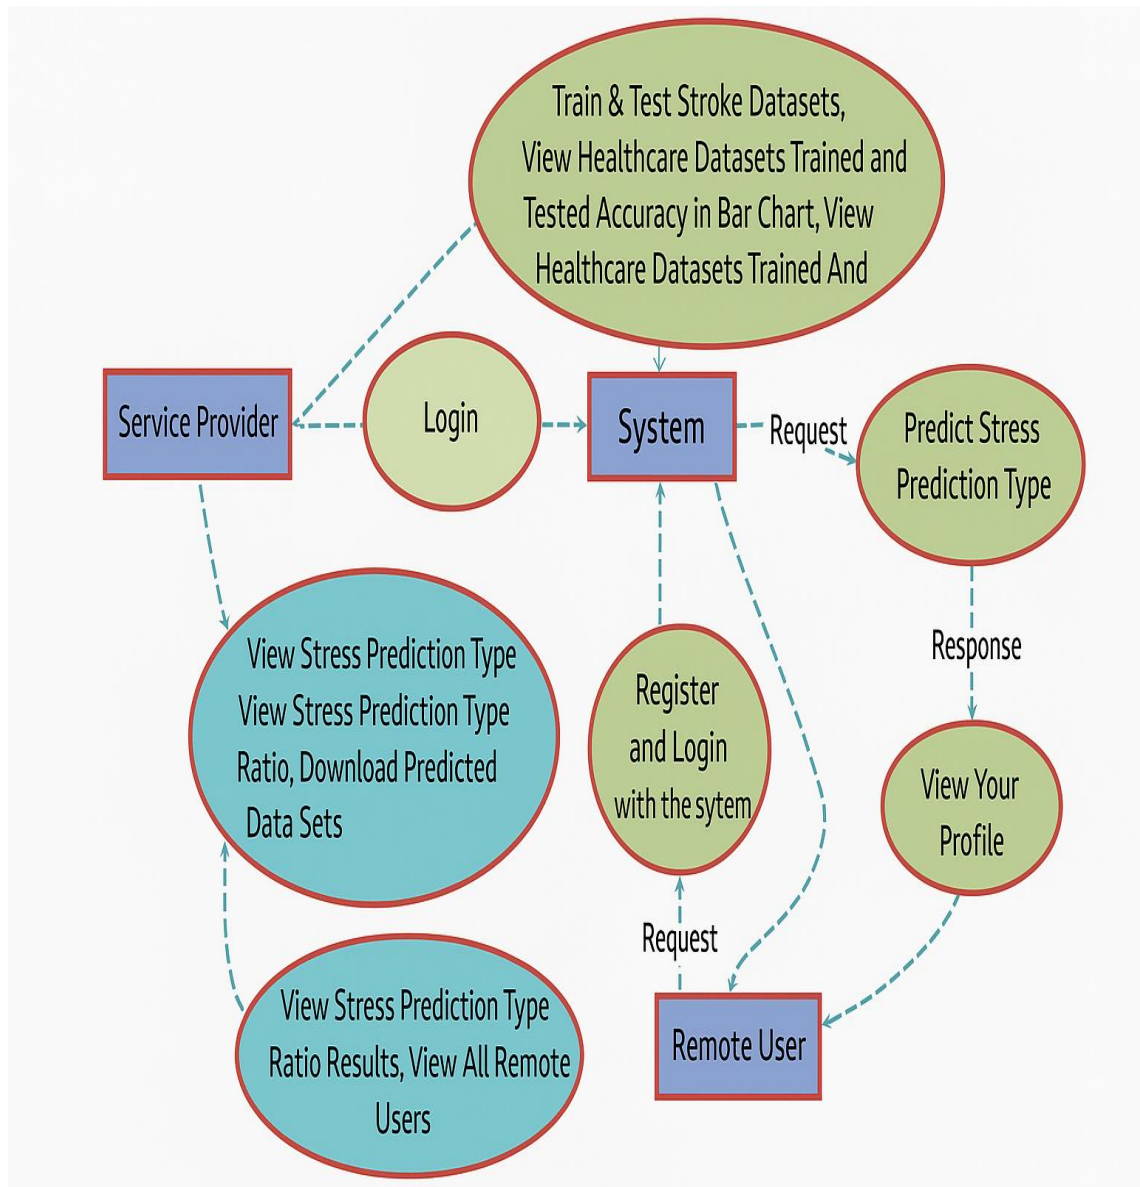 Train & Test Stroke Datasets,
View Healthcare Datasets Trained and
Tested Accuracy in Bar Chart, View
Healthcare Datasets Trained And
Service Provider
Login
System
Request
Predict Stress
Prediction Type
Response
View Stress Prediction Type
View Stress Prediction Type
Ratio, Download Predicted
Data Sets
Register
and Login
with the sytem
View Your
Profile
Request
View Stress Prediction Type
Ratio Results, View All Remote
Users
Remote User